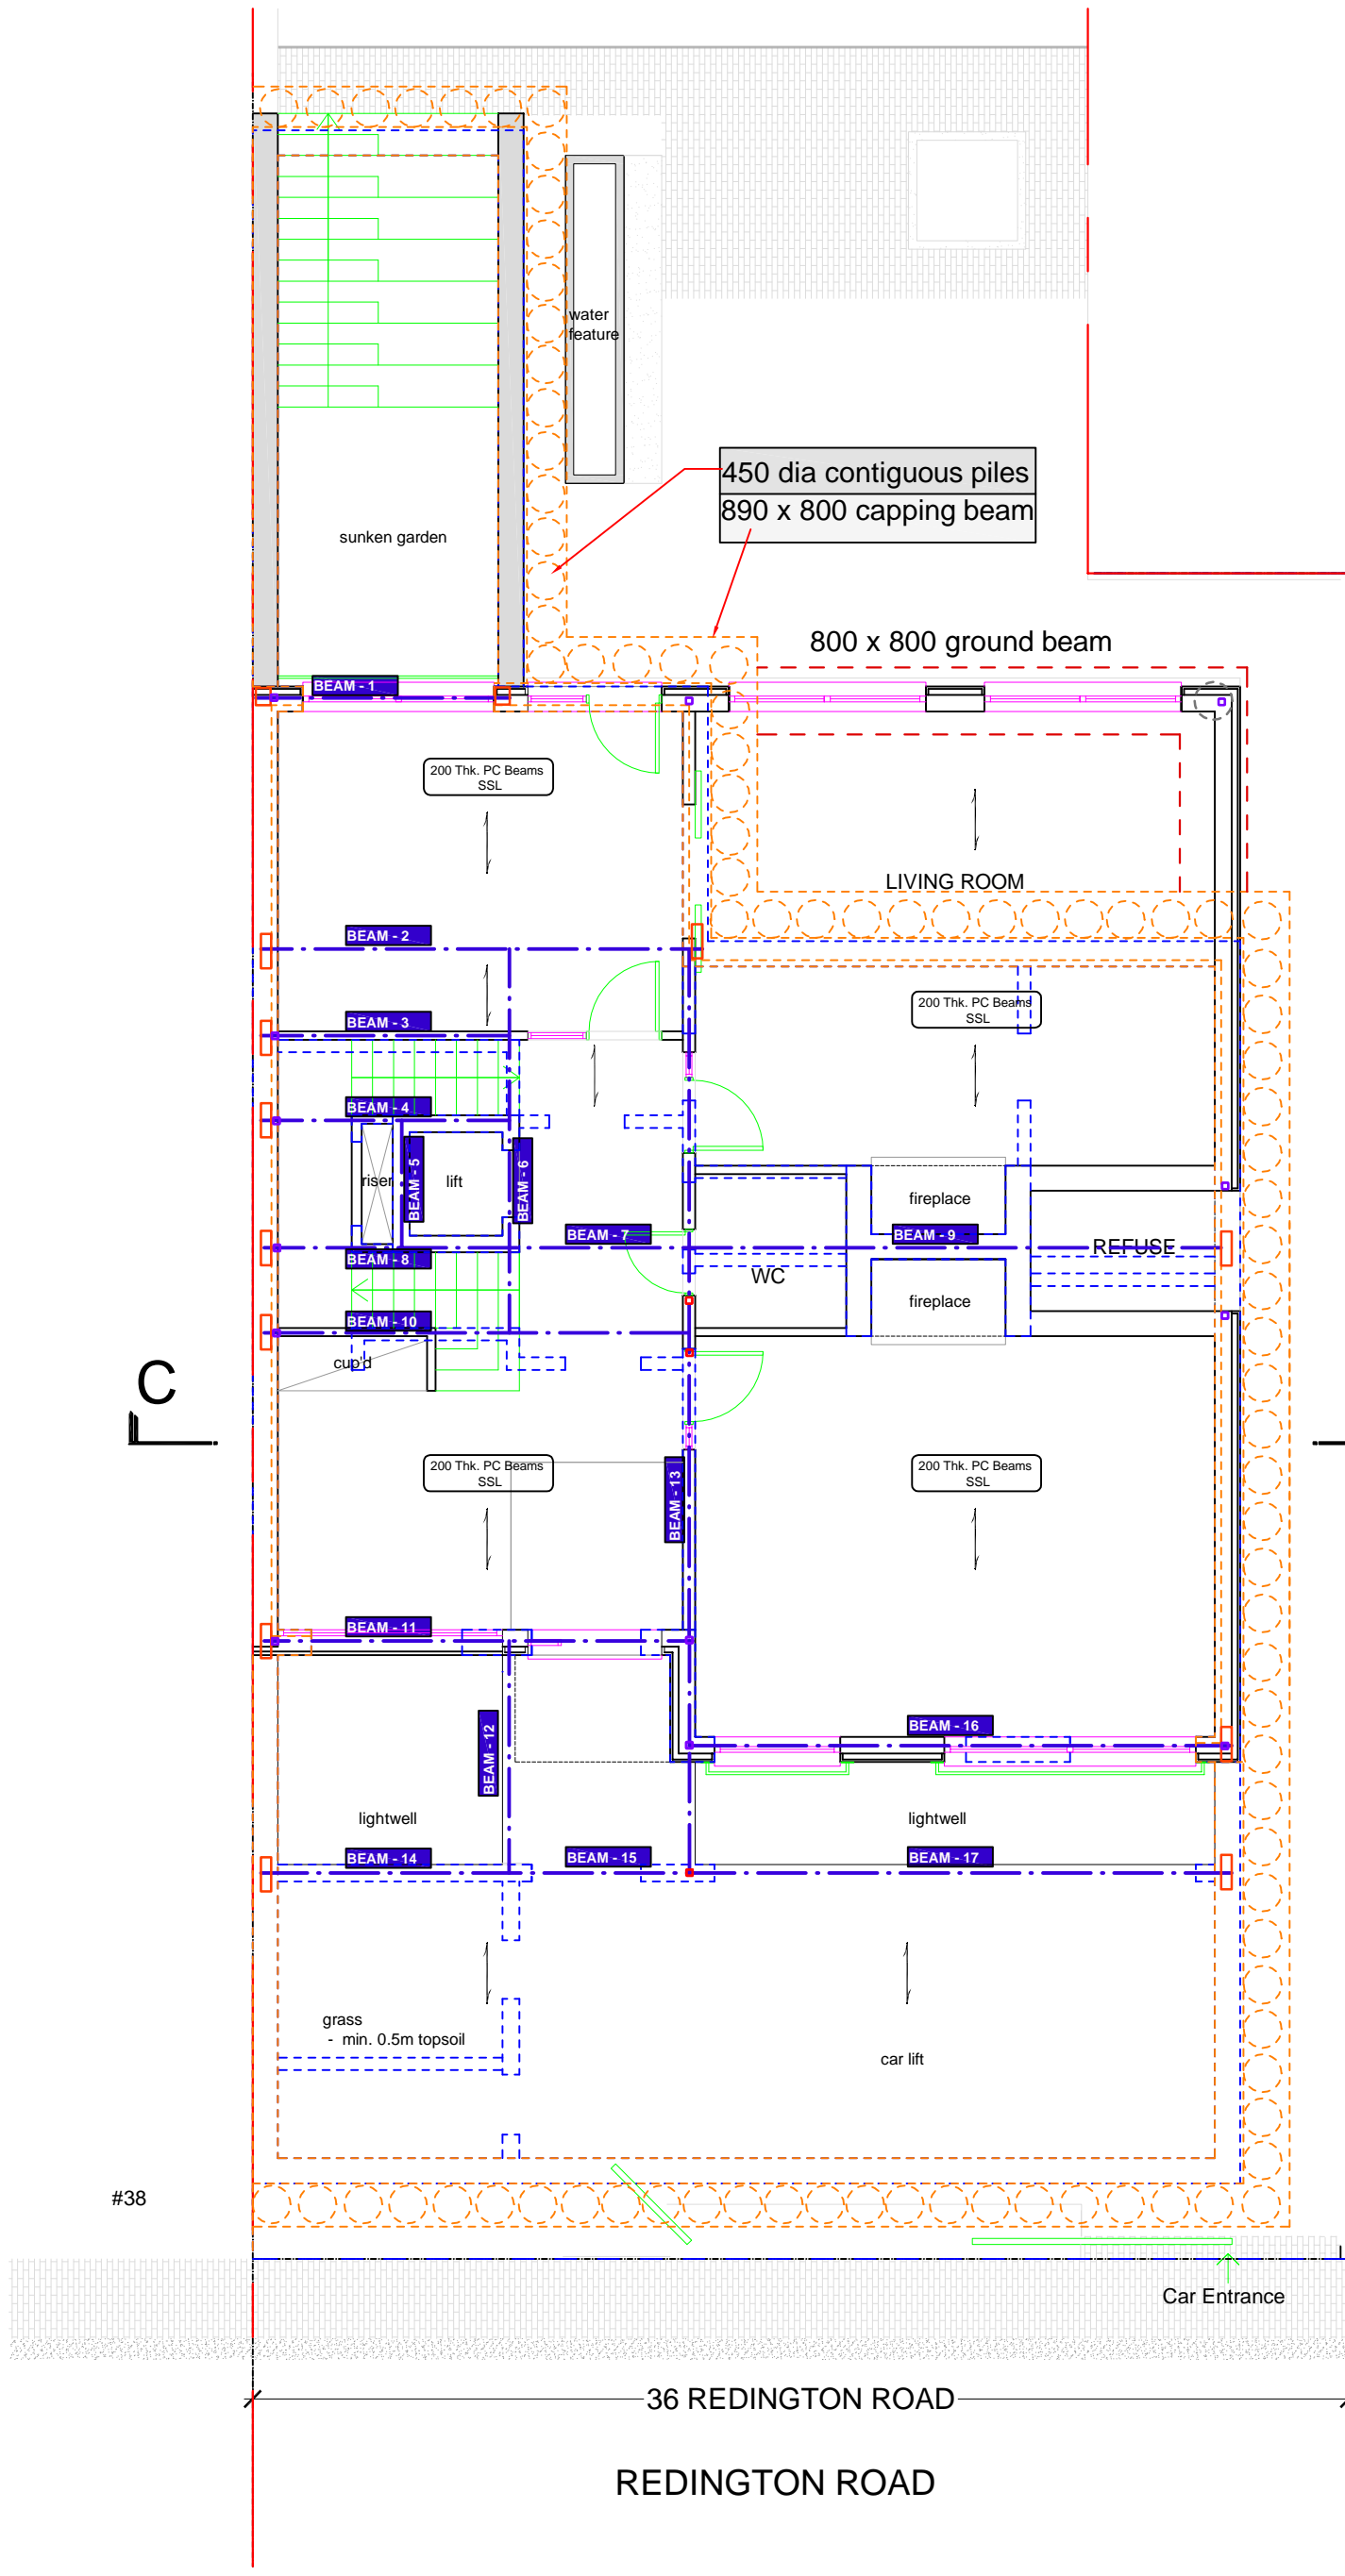 water
feature
450 dia contiguous piles
890 x 800 capping beam
sunken garden
800 x 800 ground beam
BEAM - 1
200 Thk. PC Beams
SSL
LIVING ROOM
BEAM - 2
200 Thk. PC Beams
SSL
BEAM - 3
BEAM - 4
BEAM - 5
BEAM - 6
riser
lift
fireplace
BEAM - 7
BEAM - 9
REFUSE
BEAM - 8
WC
fireplace
BEAM - 10
cup'd
C
200 Thk. PC Beams
SSL
BEAM - 13
200 Thk. PC Beams
SSL
BEAM - 11
BEAM - 12
BEAM - 16
lightwell
lightwell
BEAM - 14
BEAM - 15
BEAM - 17
grass
- min. 0.5m topsoil
car lift
#38
Car Entrance
36 REDINGTON ROAD
REDINGTON ROAD